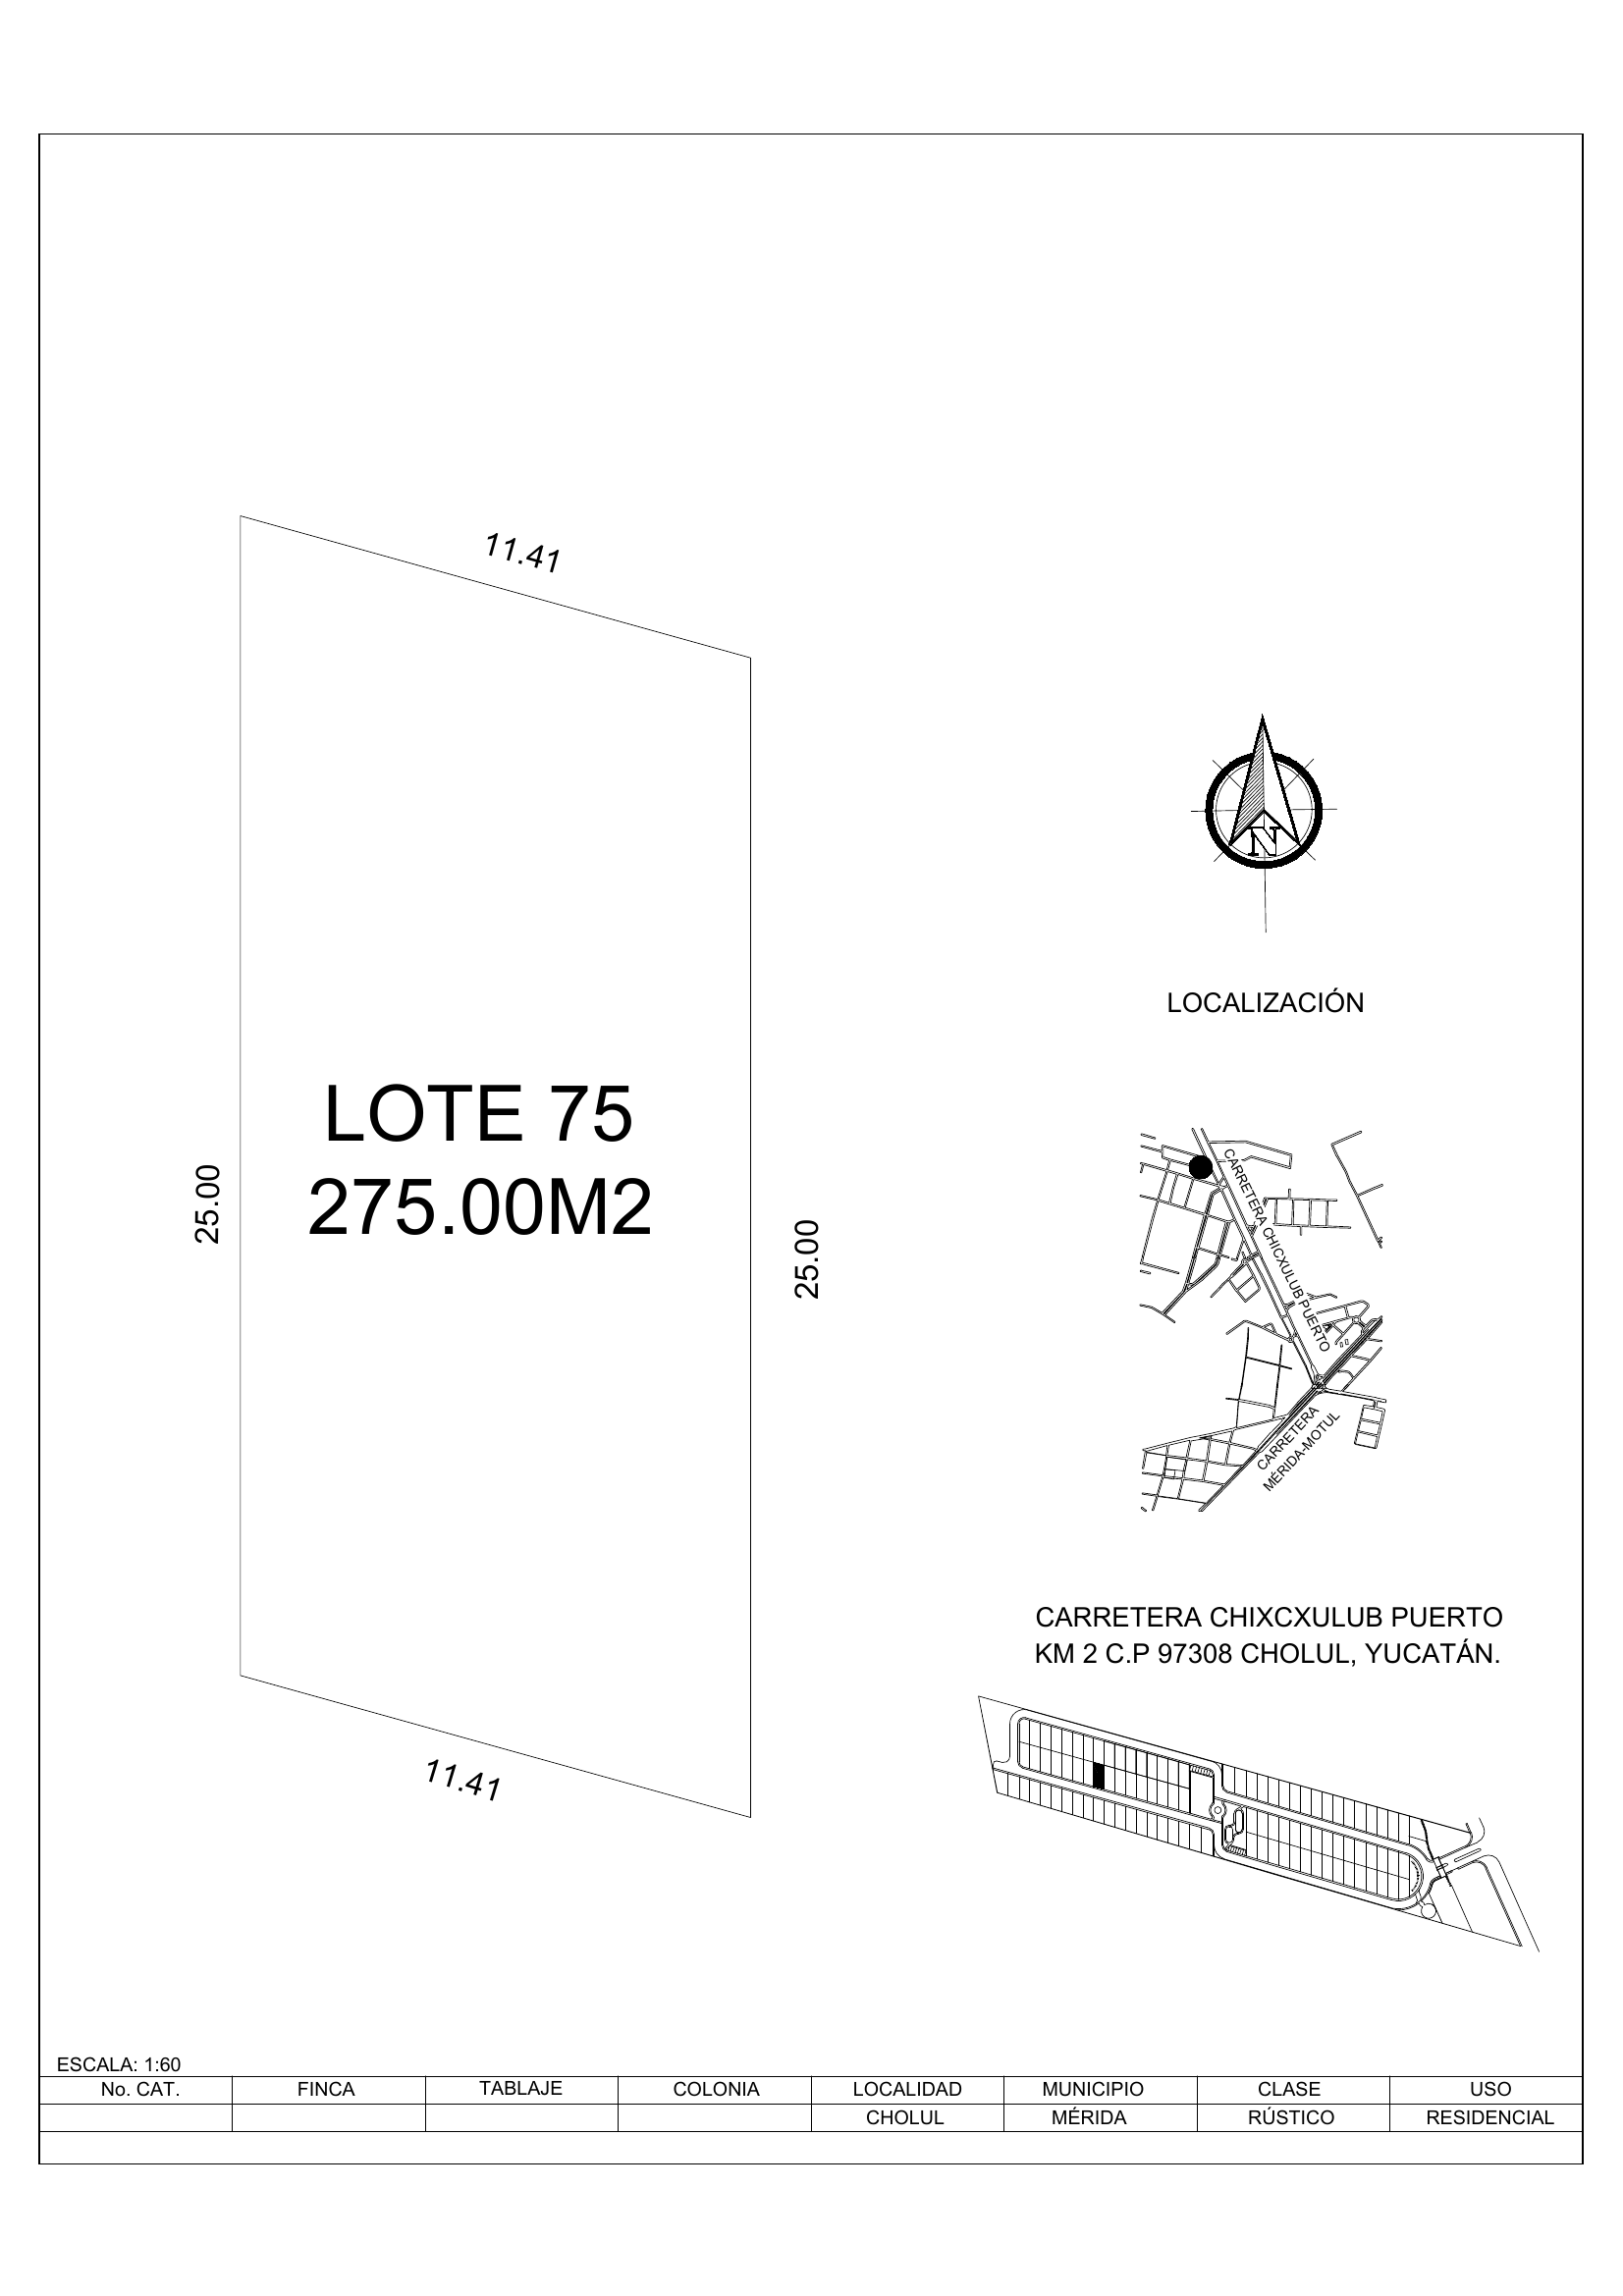 11.41
25.00
LOTE 75
275.00M2
25.00
11.41
N
LOCALIZACIÓN
CARRETERA CHICXULUB PUERTO
CARRETERA
MÉRIDA-MOTUL
CARRETERA CHIXCXULUB PUERTO
KM 2 C.P 97308 CHOLUL, YUCATÁN.
ESCALA: 1:60
No. CAT. FINCA TABLAJE COLONIA LOCALIDAD MUNICIPIO CLASE USO
CHOLUL MÉRIDA RÚSTICO RESIDENCIAL